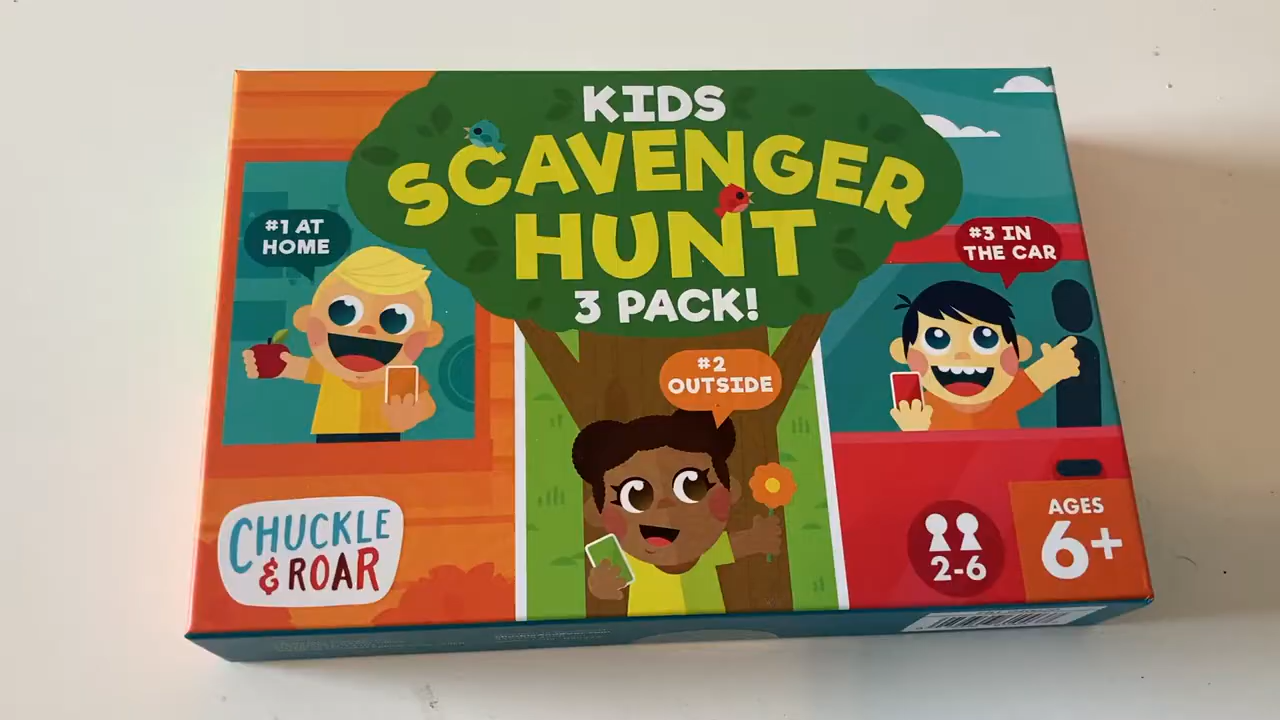 KIDS
SCAVENGER
HUNT
3 PACK!
#1 AT
HOME
#2
OUTSIDE
#3 IN
THE CAR
CHUCKLE
& ROAR
2-6
AGES
6+